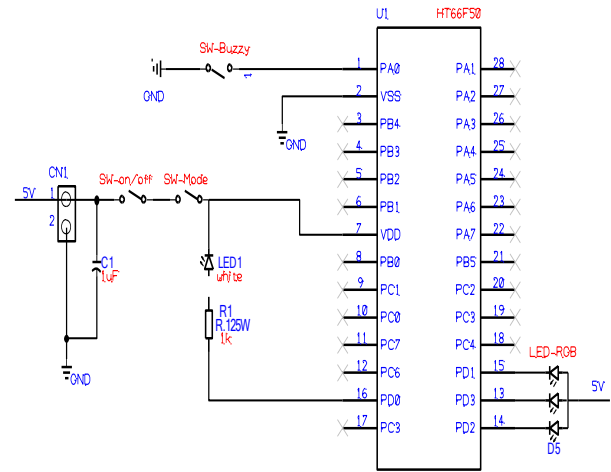 U1 HT66F50
SW-Buzzy
1
GND
1 PA0 PA1 28
2 VSS PA2 27
3 PB4 PA3 26
GND
4 PB3 PA4 25
5 PB2 PA5 24
6 PB1 PA6 23
7 VDD PA7 22
8 PB0 PB5 21
9 PC1 PC2 20
10 PC0 PC3 19
11 PC7 PC4 18
12 PC6 PD1 15
16 PD0 PD3 13
17 PC3 PD2 14
CN1
5V
1
2
SW-on/off
SW-Mode
C1
1uF
GND
LED1
white
R1
R.125W
1k
LED-RGB
5V
D5